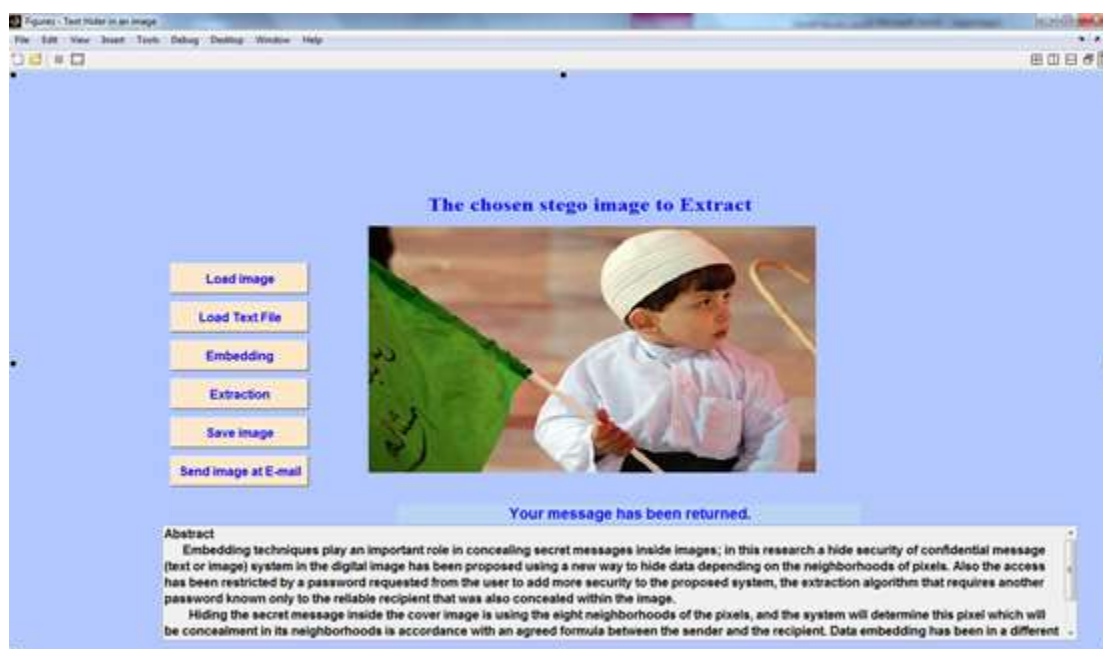 Figures - Text Hider in an image
File Edit View Insert Tools Debug Desktop Window Help
The chosen stego image to Extract
Load image
Load Text File
Embedding
Extraction
Save image
Send image at E-mail
Your message has been returned.
Abstract
Embedding techniques play an important role in concealing secret messages inside images; in this research a hide security of confidential message
(text or image) system in the digital image has been proposed using a new way to hide data depending on the neighborhoods of pixels. Also the access
has been restricted by a password requested from the user to add more security to the proposed system, the extraction algorithm that requires another
password known only to the reliable recipient that was also concealed within the image.
Hiding the secret message inside the cover image is using the eight neighborhoods of the pixels, and the system will determine this pixel which will
be concealment in its neighborhoods is accordance with an agreed formula between the sender and the recipient. Data embedding has been in a different